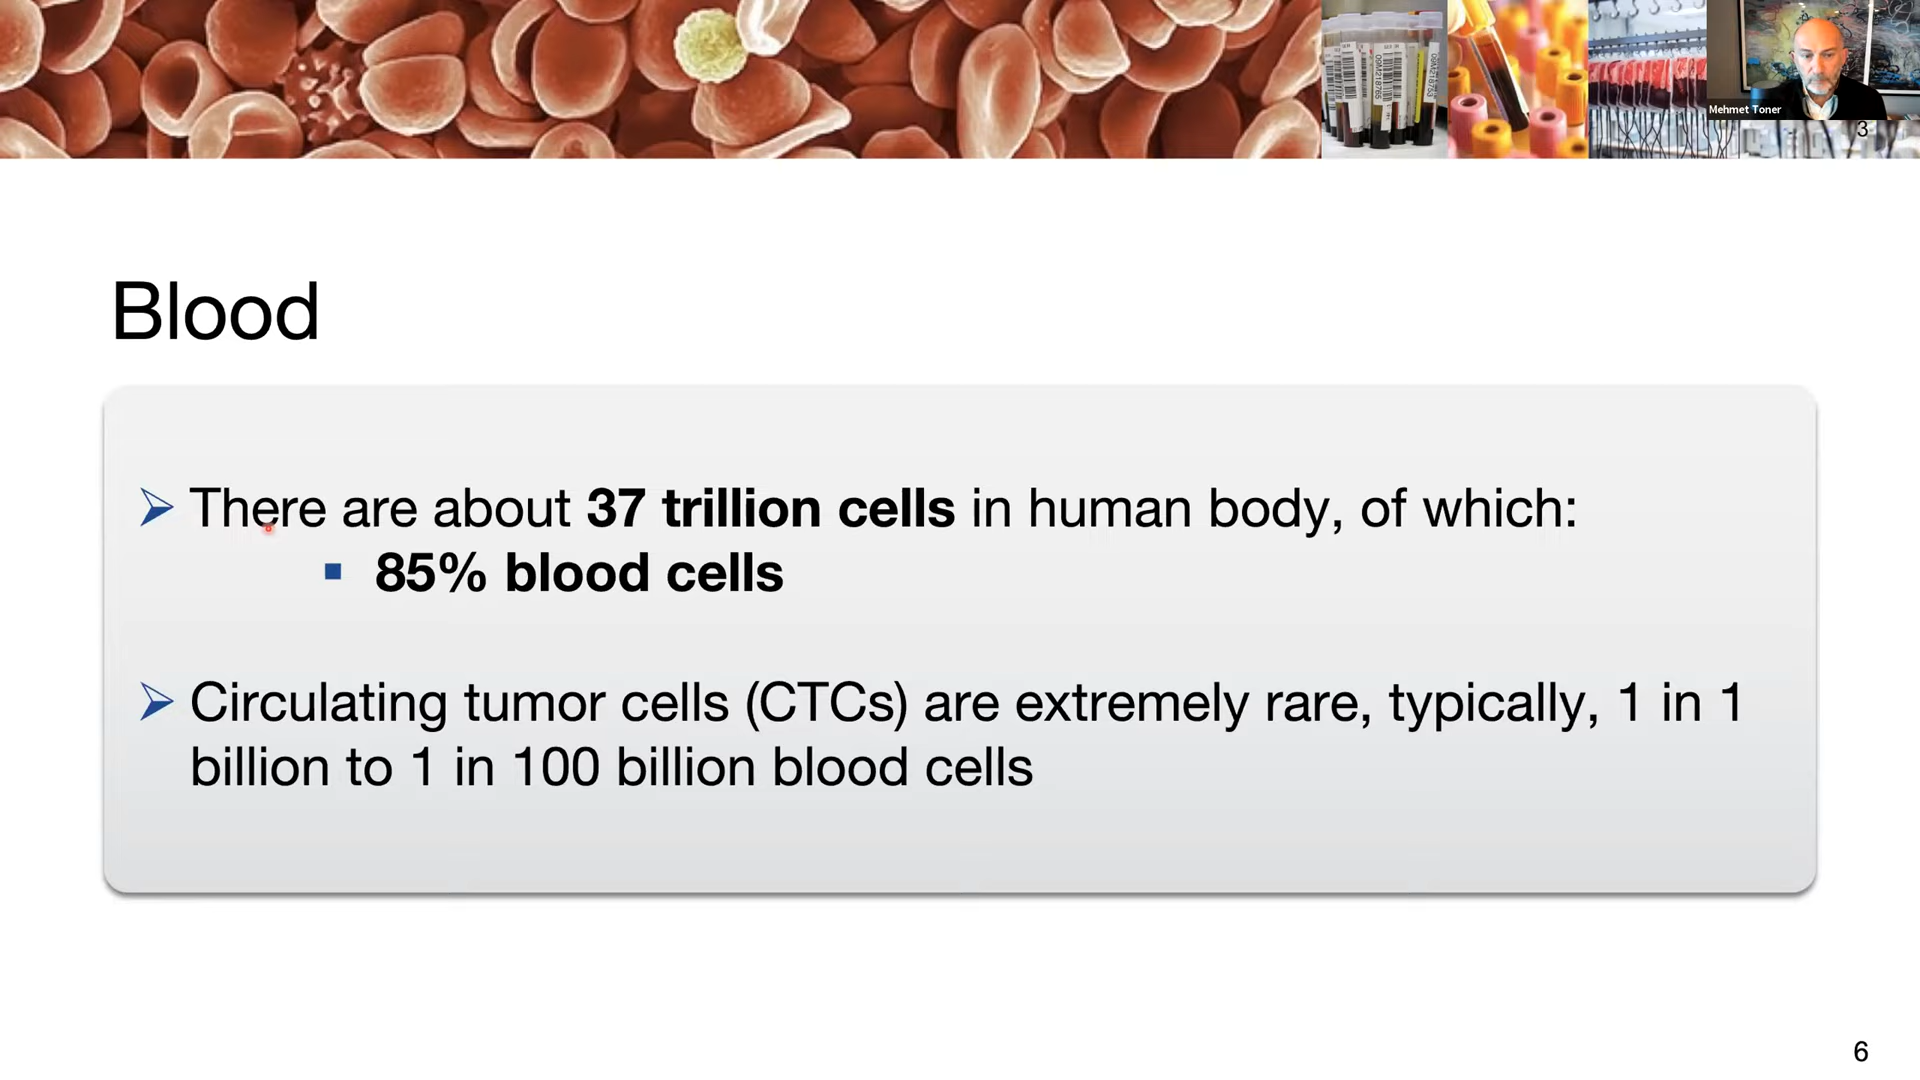 Mehmet Toner
3
Blood
There are about 37 trillion cells in human body, of which:
85% blood cells
Circulating tumor cells (CTCs) are extremely rare, typically, 1 in 1
billion to 1 in 100 billion blood cells
6